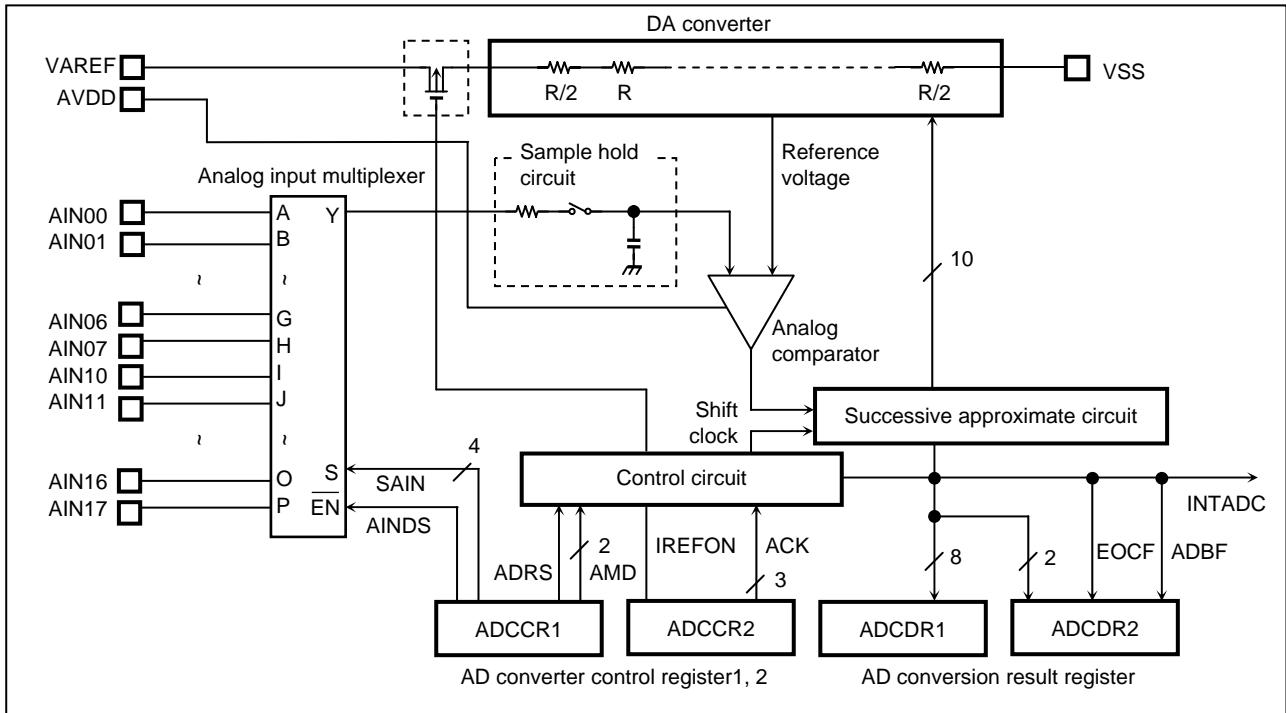 DA converter
VAREF
AVDD
R/2
R
R/2
VSS
Sample hold
circuit
Reference
voltage
Analog input multiplexer
AIN00
A
Y
AIN01
B
~
~
10
AIN06
G
AIN07
H
Analog
comparator
AIN10
I
AIN11
J
Shift
clock
Successive approximate circuit
~
~
4
AIN16
O
S
SAIN
Control circuit
AIN17
P
EN
AINDS
INTADC
ADRS
2
AMD
IREFON
ACK
3
8
2
EOCF
ADBF
ADCCR1
ADCCR2
ADCDR1
ADCDR2
AD converter control register1, 2
AD conversion result register